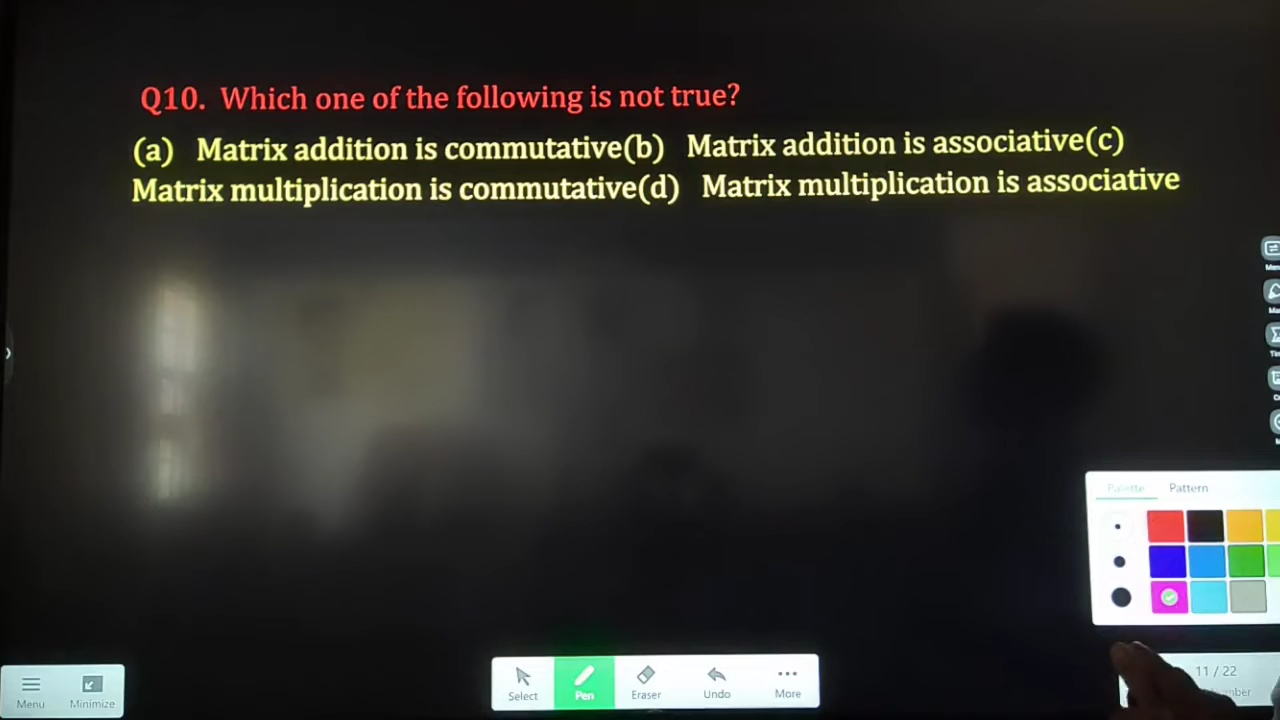 Q10. Which one of the following is not true?
(a) Matrix addition is commutative(b) Matrix addition is associative(c)
Matrix multiplication is commutative(d) Matrix multiplication is associative
Palette Pattern
11 / 22
Menu Minimize Select Pen Eraser Undo More